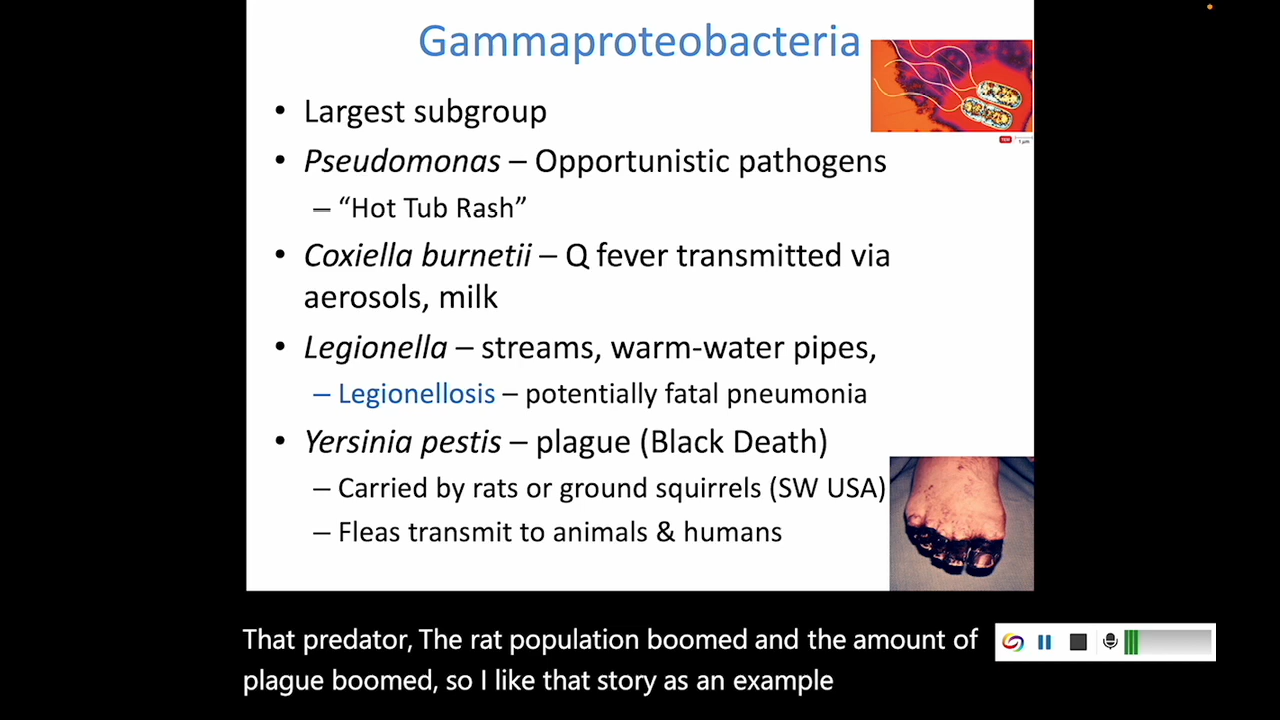 Gammaproteobacteria
• Largest subgroup
• Pseudomonas – Opportunistic pathogens
– “Hot Tub Rash”
• Coxiella burnetii – Q fever transmitted via
aerosols, milk
• Legionella – streams, warm-water pipes,
– Legionellosis – potentially fatal pneumonia
• Yersinia pestis – plague (Black Death)
– Carried by rats or ground squirrels (SW USA)
– Fleas transmit to animals & humans
That predator, The rat population boomed and the amount of
plague boomed, so I like that story as an example